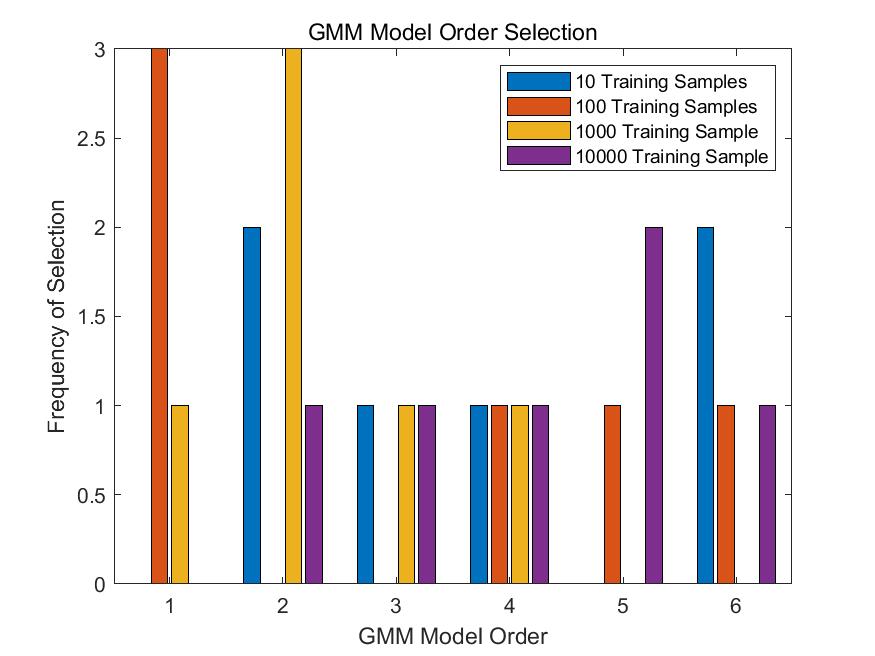 GMM Model Order Selection
10 Training Samples
100 Training Samples
1000 Training Sample
10000 Training Sample
Frequency of Selection
3
2.5
2
1.5
1
0.5
0
1 2 3 4 5 6
GMM Model Order